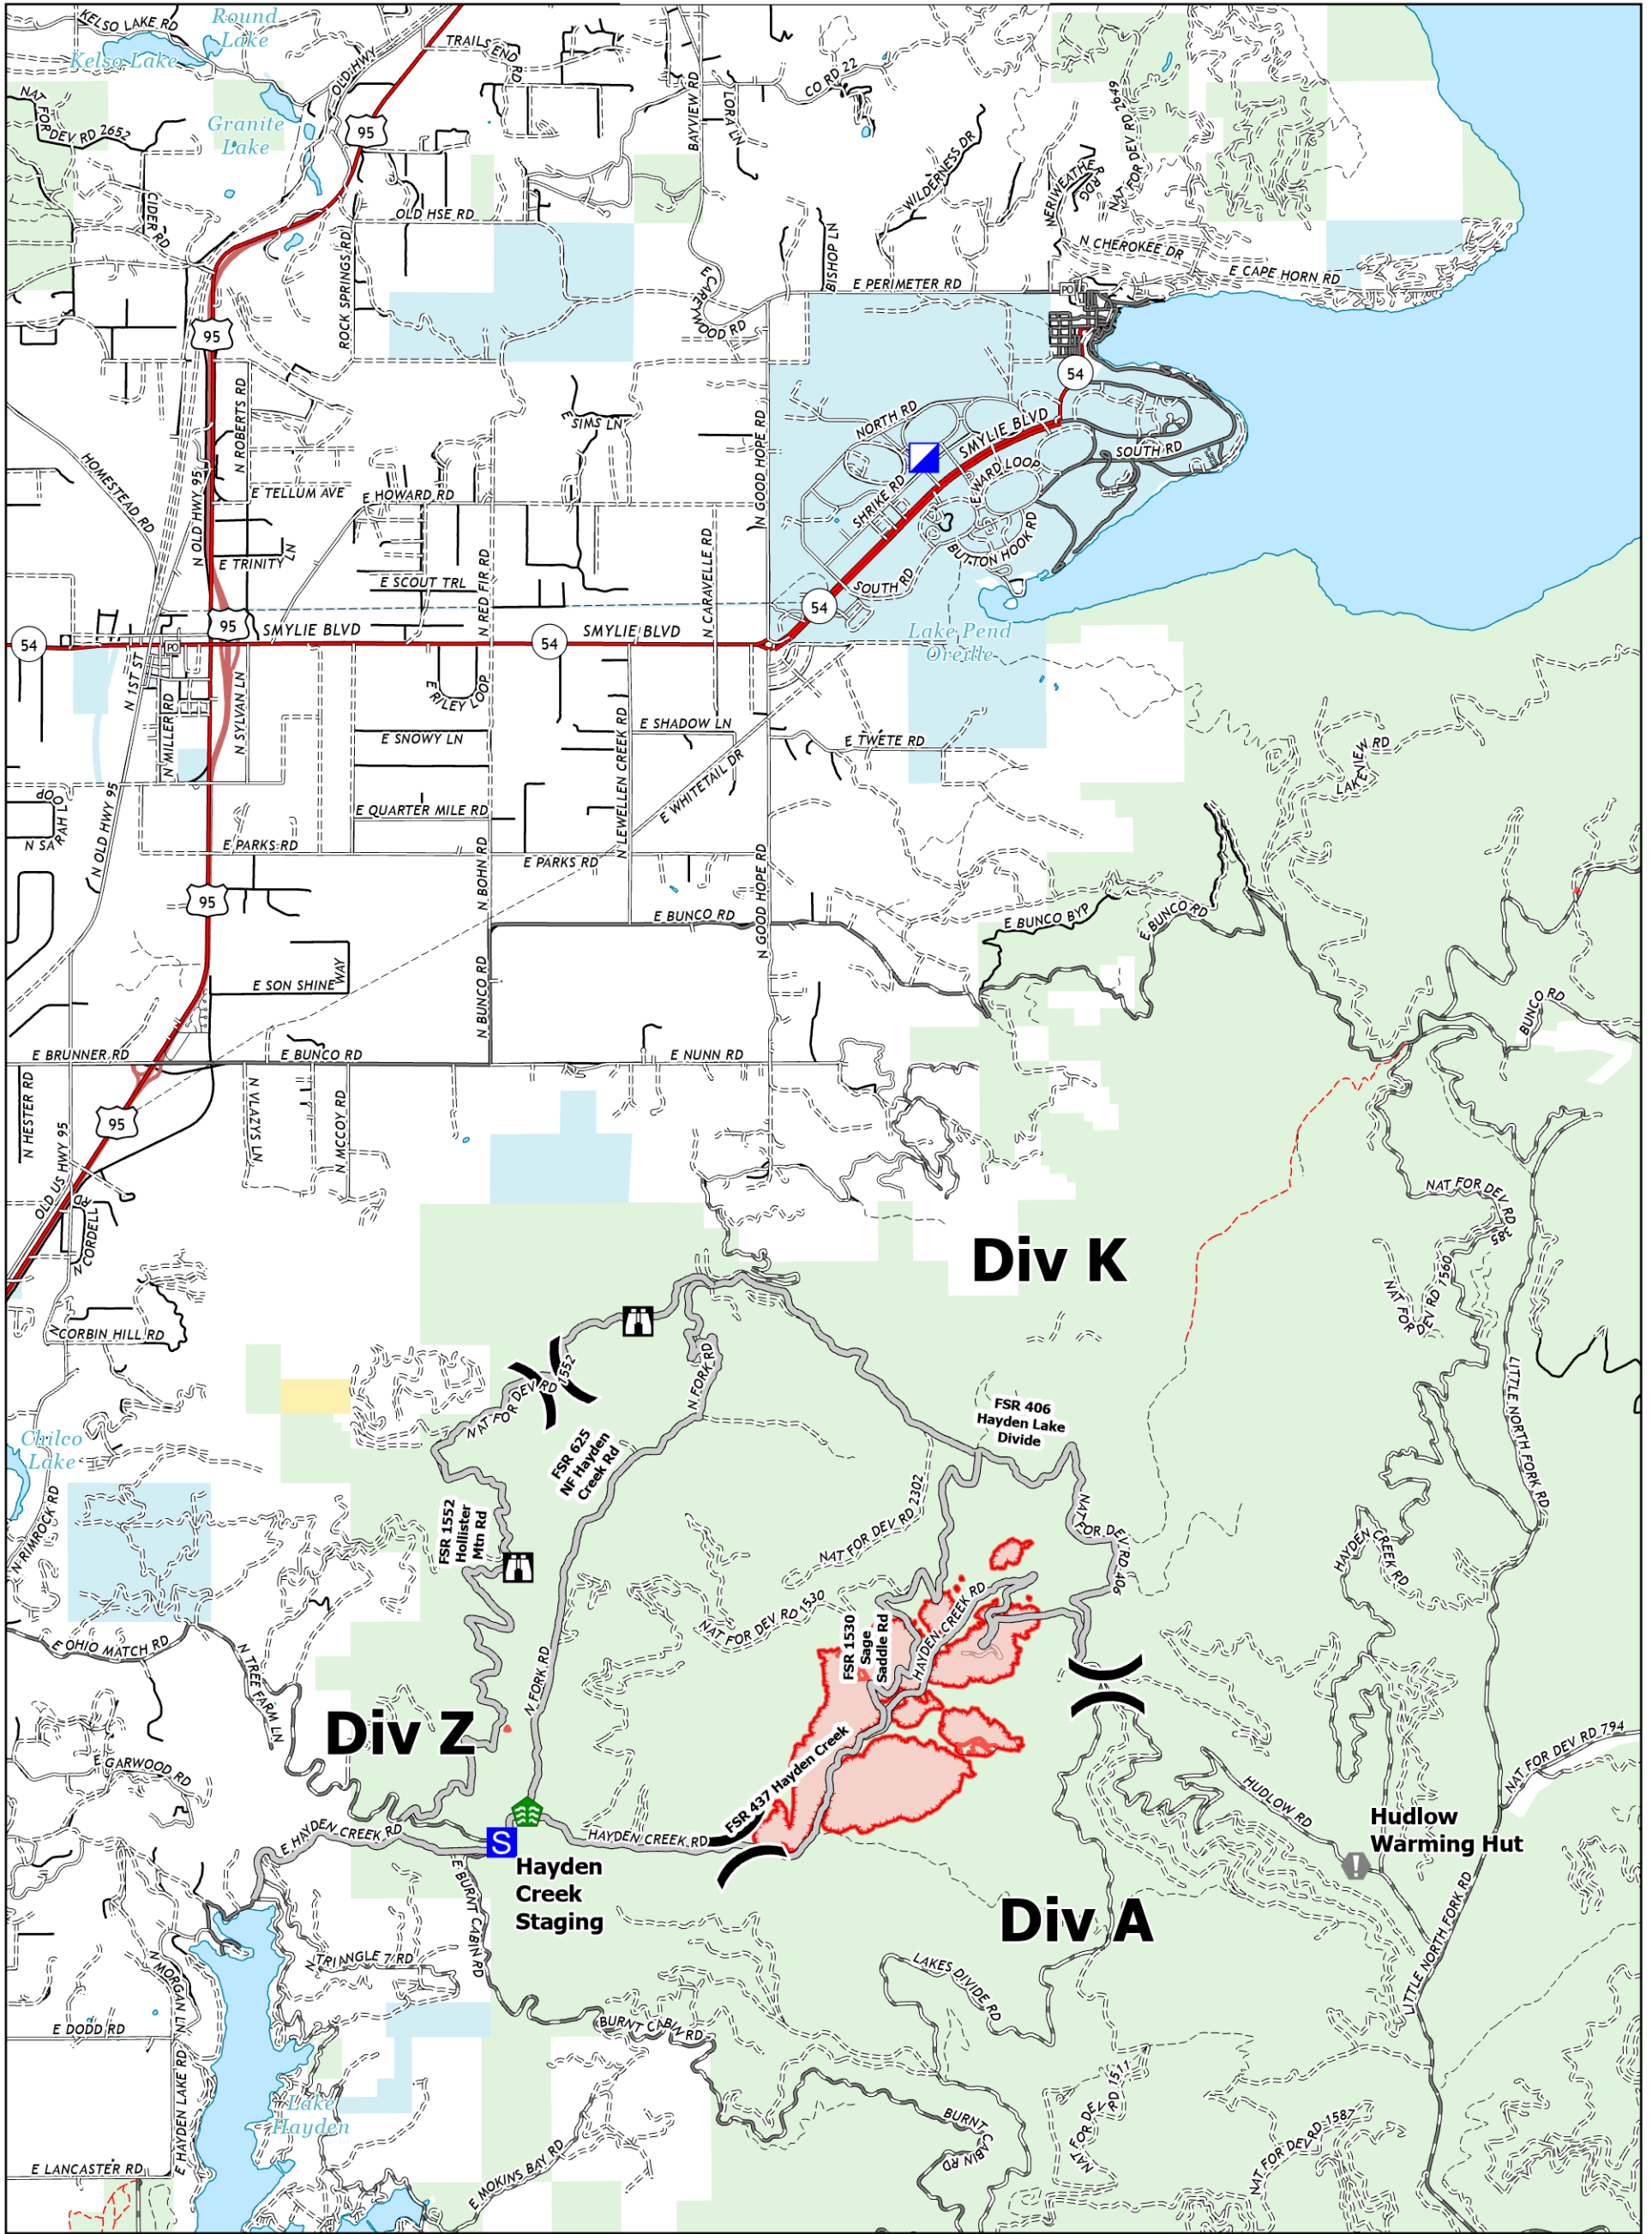 KELSO LAKE RD
Round
Lake
Kelso Lake
OLD HWY
TRAILS END RD
BAYVIEW RD
LORA LN
CO RD 22
NAT FOR DEV RD 2649
NAT FOR DEV RD 2652
Granite
Lake
95
WILDERNESS DR
MERIWEATHER RDG
CIDER RD
OLD HSE RD
ROCK SPRINGS RD
BISHOP LN
N CHEROKEE DR
E CAPE HORN RD
E PERIMETER RD
PO
E CAREYWOOD RD
95
54
N ROBERTS RD
E SIMS LN
N GOOD HOPE RD
NORTH RD
SMYLIE BLVD
SOUTH RD
HOMESTEAD RD
N OLD HWY 95
E TELLUM AVE
E HOWARD RD
E WARD LOOP
SHRIKE RD
BUTTON HOOK RD
E TRINITY LN
E SCOUT TRL
N RED FIR RD
N CARAVELLE RD
SOUTH RD
54
95
SMYLIE BLVD
54
SMYLIE BLVD
54
PO
Lake Pend
Oreille
N 1ST ST
N MILLER RD
N SYLVAN LN
E RILEY LOOP
E SHADOW LN
E SNOWY LN
N LEWELLEN CREEK RD
E WHITETAIL DR
E TWETE RD
LAKEVIEW RD
N SARAH LOOP
N OLD HWY 95
E QUARTER MILE RD
E PARKS RD
E PARKS RD
N BOHN RD
N GOOD HOPE RD
95
E BUNCO RD
E BUNCO BYP
E BUNCO RD
E SON SHINE WAY
N BUNCO RD
BUNCO RD
E BRUNNER RD
E BUNCO RD
E NUNN RD
N HESTER RD
95
N VLAZYS LN
N MCCOY RD
OLD US HWY 95
N CORDELL RD
NAT FOR DEV RD 385
Div K
NAT FOR DEV RD 1560
N CORBIN HILL RD
NAT FOR DEV RD 1552
N FORK RD
LITTLE NORTH FORK RD
FSR 406
Hayden Lake
Divide
Chilco
Lake
FSR 625
NF Hayden
Creek Rd
N RIMROCK RD
FSR 1552
Hollister
Mtn Rd
NAT FOR DEV RD 2302
NAT FOR DEV RD 406
HAYDEN CREEK RD
NAT FOR DEV RD 1530
FSR 1530
Sage
Saddle Rd
HAYDEN CREEK RD
E OHIO MATCH RD
N TREE FARM LN
N FORK RD
Div Z
FSR 437 Hayden Creek
NAT FOR DEV RD 794
E GARWOOD RD
HUDLOW RD
Hudlow
Warming Hut
E HAYDEN CREEK RD
S
HAYDEN CREEK RD
Hayden
Creek
Staging
E BURNT CABIN RD
Div A
LITTLE NORTH FORK RD
N TRIANGLE 7 RD
N MORGAN LN
LAKES DIVIDE RD
E DODD RD
BURNT CABIN RD
E HAYDEN LAKE RD
Lake
Hayden
NAT FOR DEV RD 1511
BURNT CABIN RD
NAT FOR DEV RD 1587
E LANCASTER RD
E MOKINS BAY RD